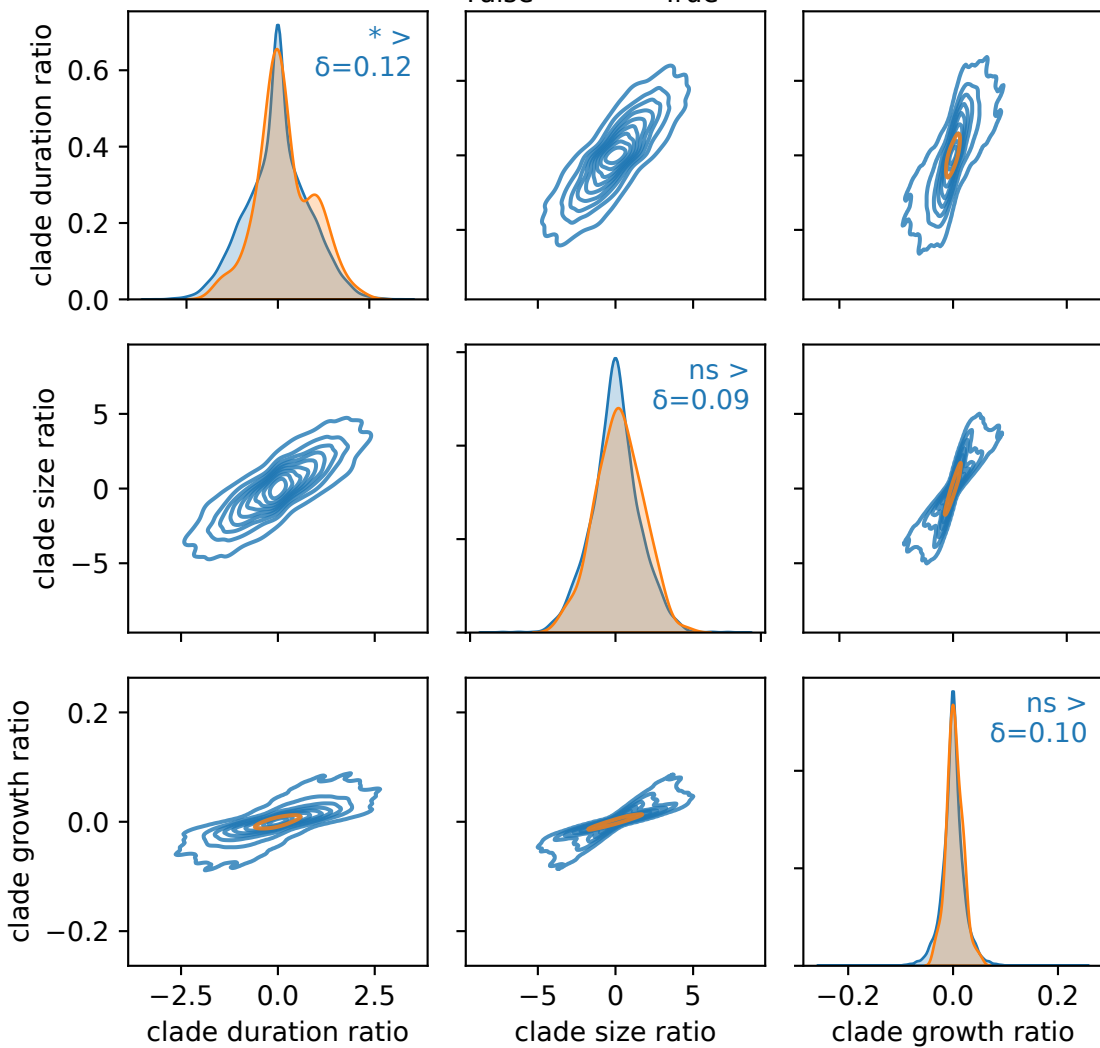 clade duration ratio
0.6
0.4
0.2
0.0
* >
δ=0.12
clade size ratio
5
0
−5
ns >
δ=0.09
clade growth ratio
0.2
0.0
−0.2
ns >
δ=0.10
−2.5 0.0 2.5
−5 0 5
−0.2 0.0 0.2
clade duration ratio
clade size ratio
clade growth ratio